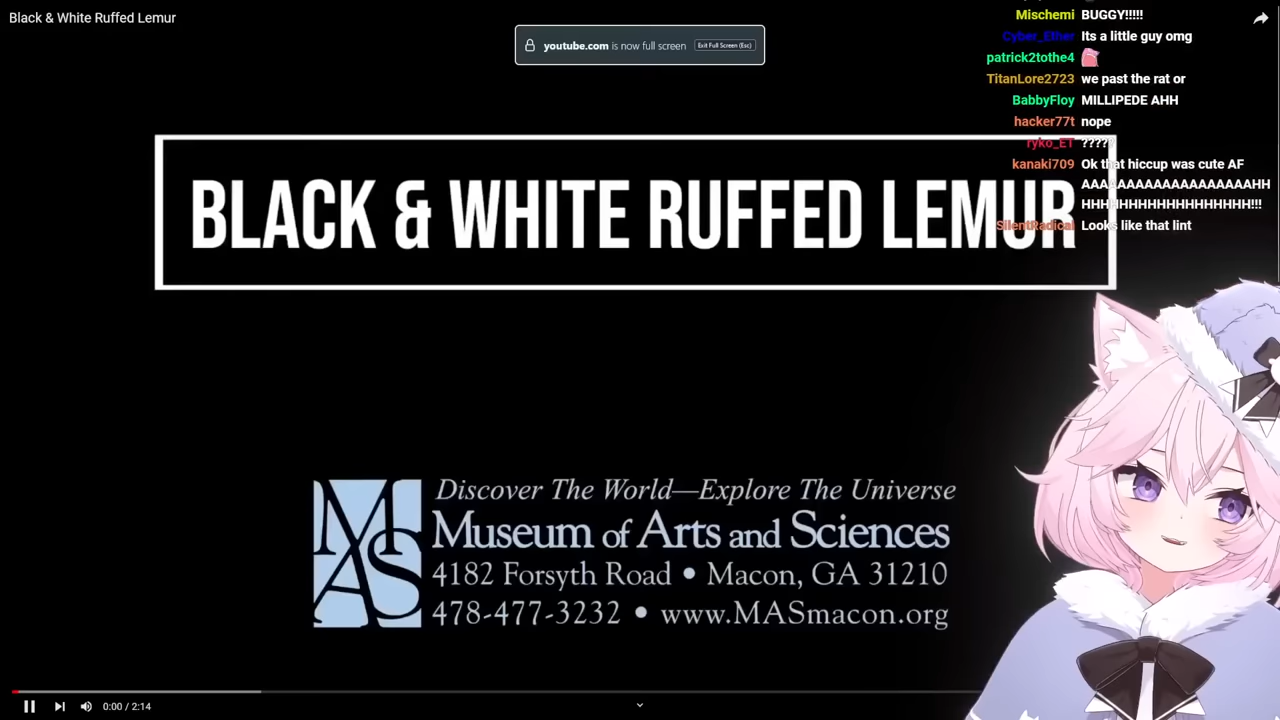 Black & White Ruffed Lemur
youtube.com is now full screen
Exit Full Screen (Esc)
Mischemi BUGGY!!!!!
Cyber_Ether Its a little guy omg
patrick2tothe4
TitanLore2723 we past the rat or
BabbyFloy MILLIPEDE AHH
hacker77t nope
ryko_ET ????
kanaki709 Ok that hiccup was cute AF
AAAAAAAAAAAAAAAAAAHH
HHHHHHHHHHHHHHHHHH!!!
SilentRadical Looks like that lint
BLACK & WHITE RUFFED LEMUR
Discover The World—Explore The Universe
MAS
Museum of Arts and Sciences
4182 Forsyth Road • Macon, GA 31210
478-477-3232 • www.MASmacon.org
0:00 / 2:14